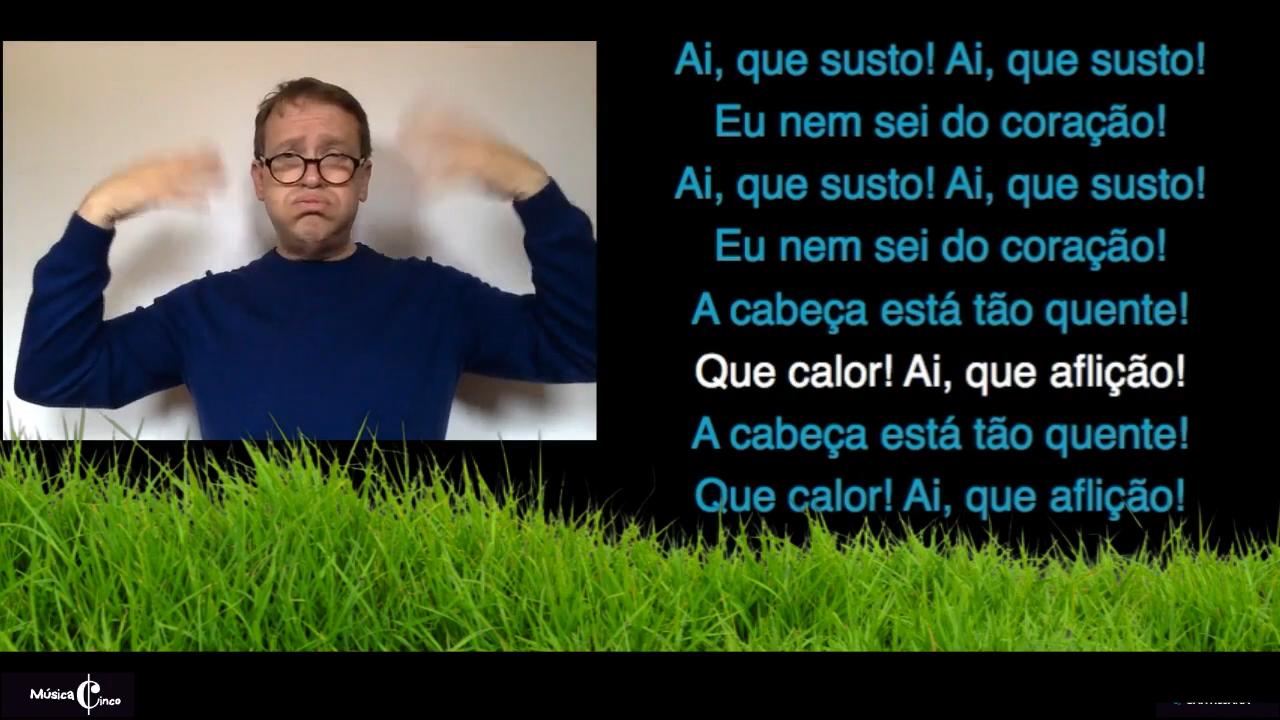 Ai, que susto! Ai, que susto!
Eu nem sei do coração!
Ai, que susto! Ai, que susto!
Eu nem sei do coração!
A cabeça está tão quente!
Que calor! Ai, que aflição!
A cabeça está tão quente!
Que calor! Ai, que aflição!
Música Cinco